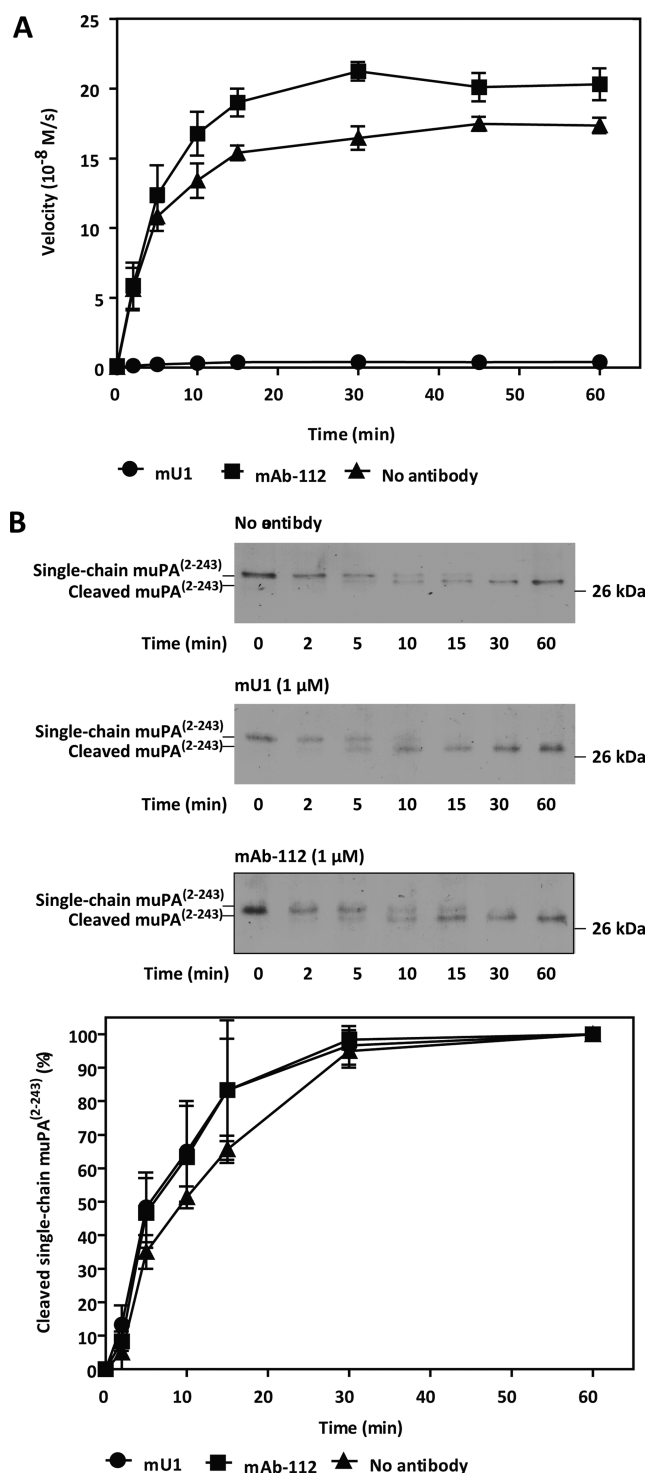 A
Velocity (10⁻⁸ M/s)
25
20
15
10
5
0
0 10 20 30 40 50 60
Time (min)
mU1 mAb-112 No antibody
B
No antibdy
Single-chain muPA⁽²⁻²⁴³⁾
Cleaved muPA⁽²⁻²⁴³⁾
26 kDa
Time (min) 0 2 5 10 15 30 60
mU1 (1 µM)
Single-chain muPA⁽²⁻²⁴³⁾
Cleaved muPA⁽²⁻²⁴³⁾
26 kDa
Time (min) 0 2 5 10 15 30 60
mAb-112 (1 µM)
Single-chain muPA⁽²⁻²⁴³⁾
Cleaved muPA⁽²⁻²⁴³⁾
26 kDa
Time (min) 0 2 5 10 15 30 60
Cleaved single-chain muPA⁽²⁻²⁴³⁾ (%)
100
90
80
70
60
50
40
30
20
10
0
0 10 20 30 40 50 60
Time (min)
mU1 mAb-112 No antibody